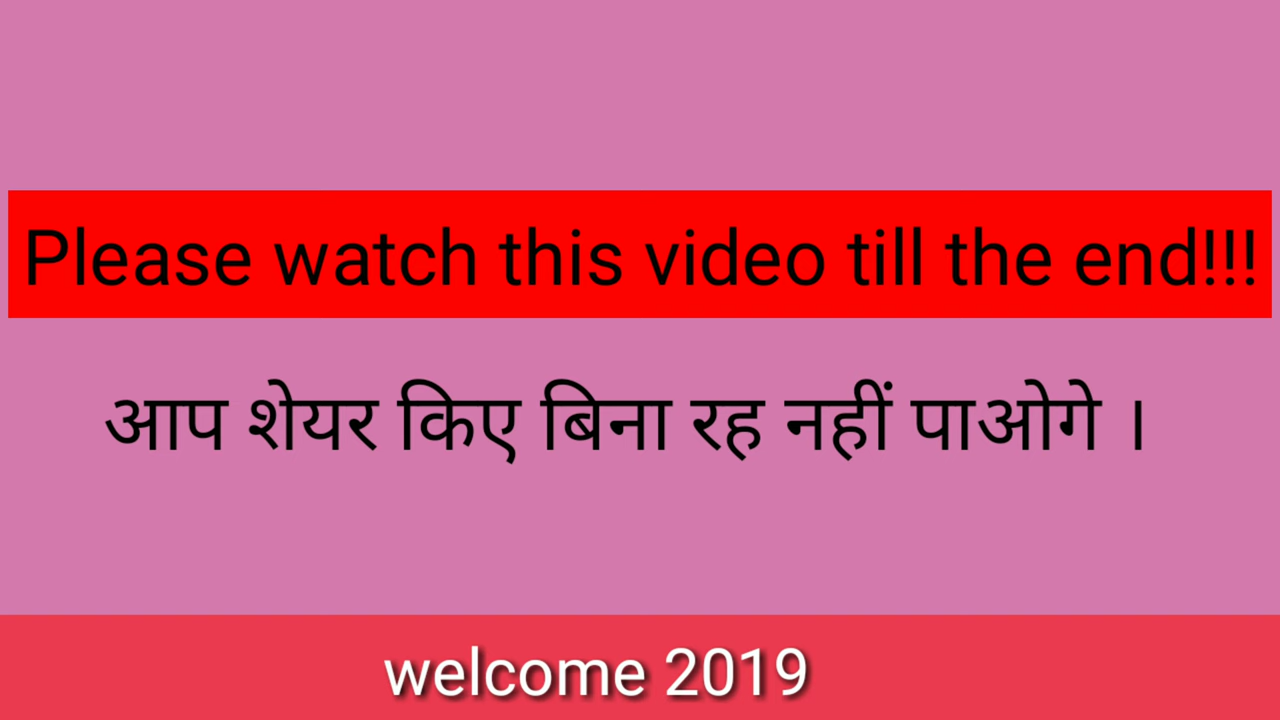 Please watch this video till the end!!!
आप शेयर किए बिना रह नहीं पाओगे ।
welcome 2019